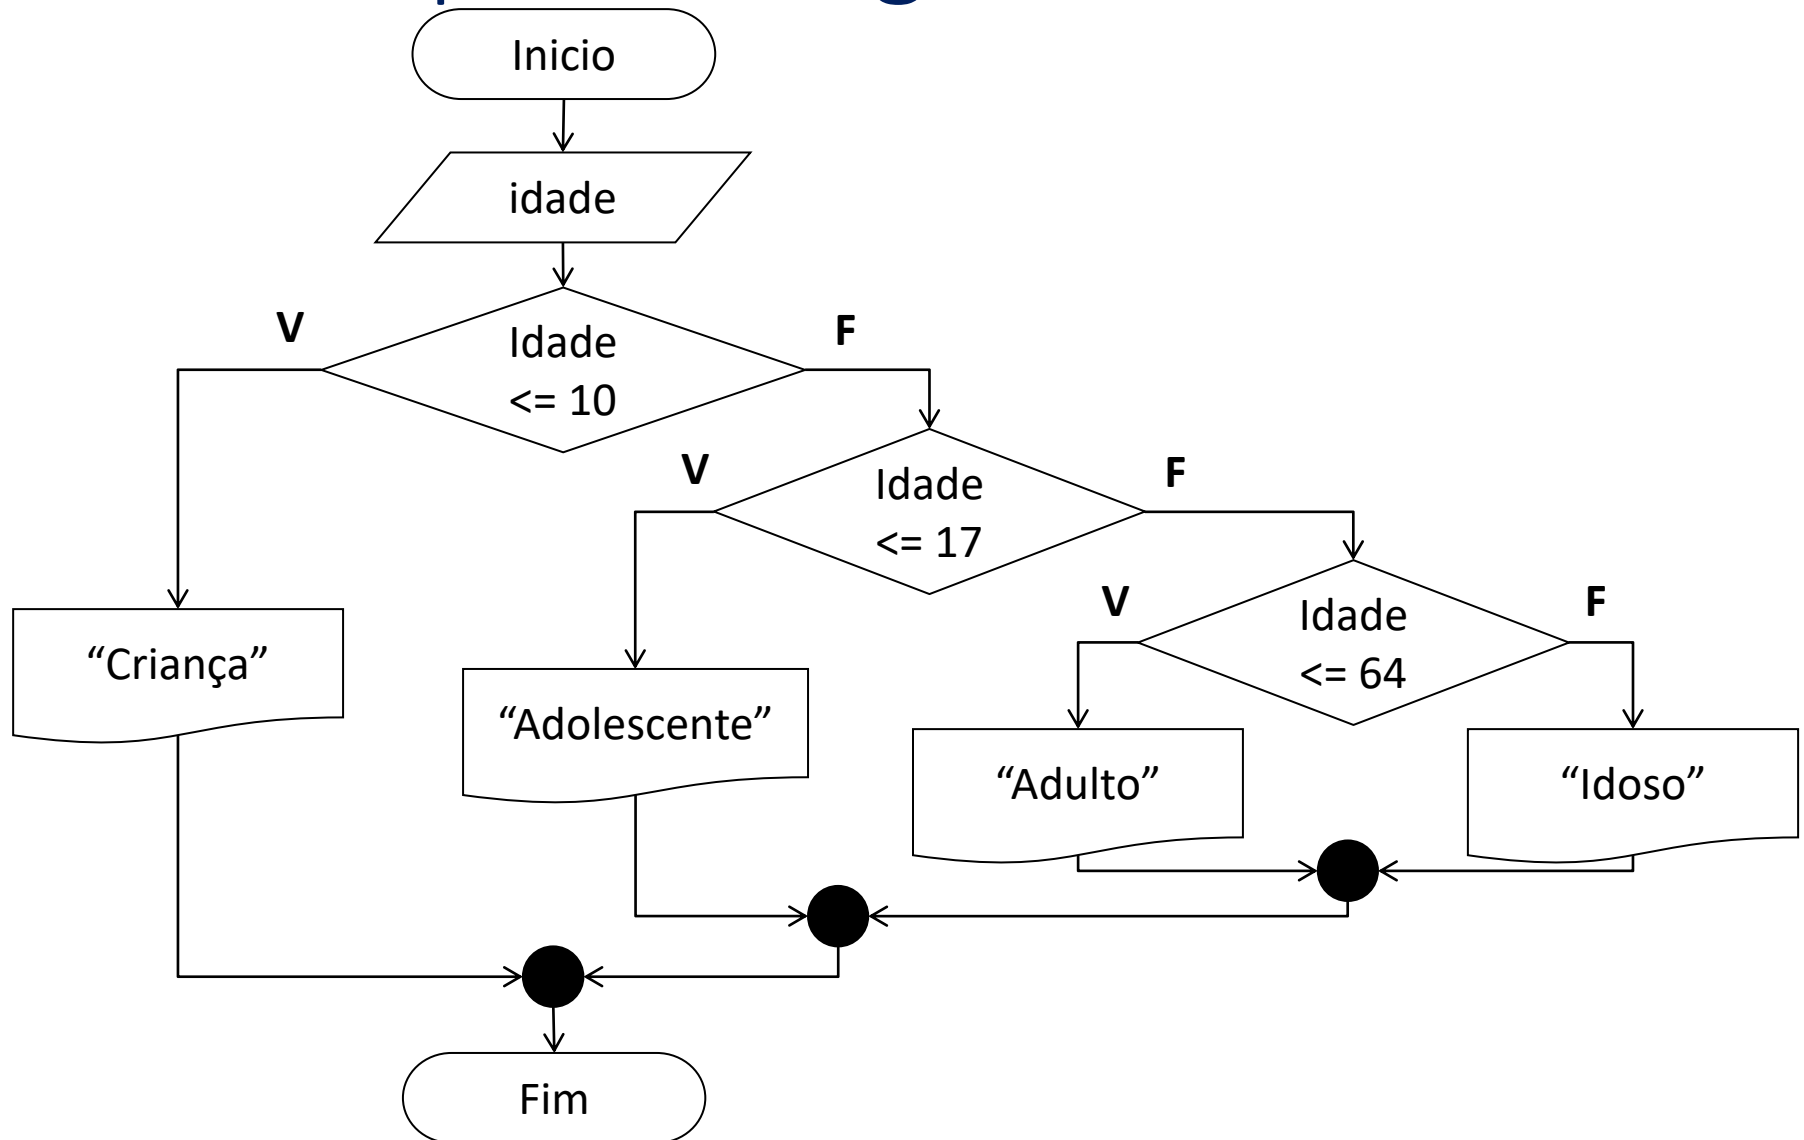 Inicio
idade
V
F
Idade
<= 10
V
F
Idade
<= 17
V
F
Idade
<= 64
“Criança”
“Adolescente”
“Adulto”
“Idoso”
Fim